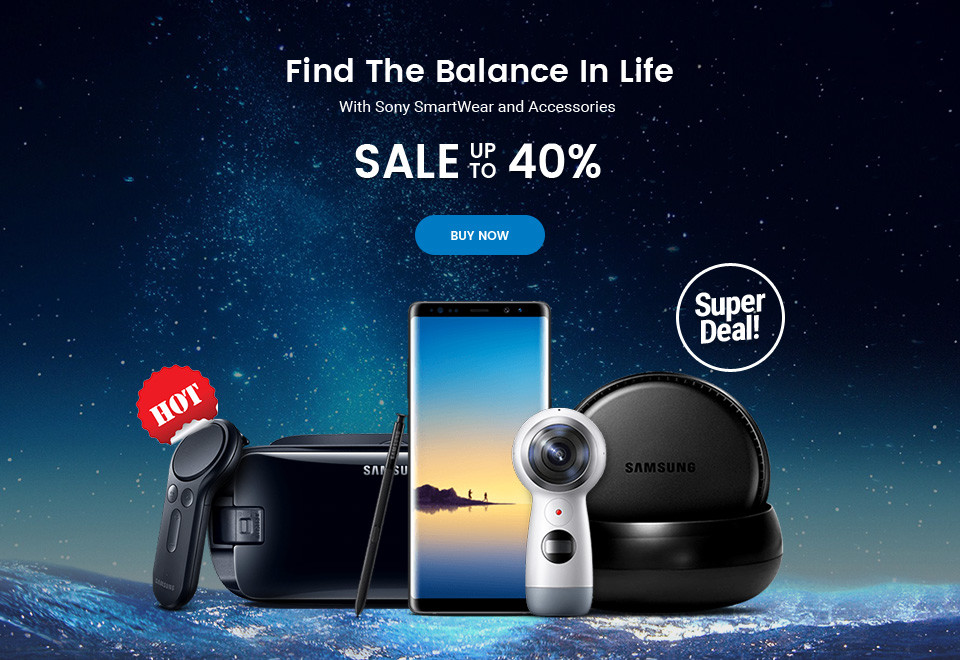 Find The Balance In Life
With Sony SmartWear and Accessories
SALE UP TO 40%
BUY NOW
Super
Deal!
HOT
SAMSU
SAMSUNG
SAMSUNG